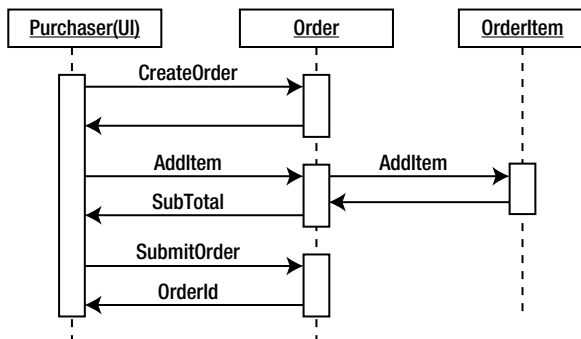 Purchaser(UI)
Order
OrderItem
CreateOrder
AddItem
AddItem
SubTotal
SubmitOrder
OrderId